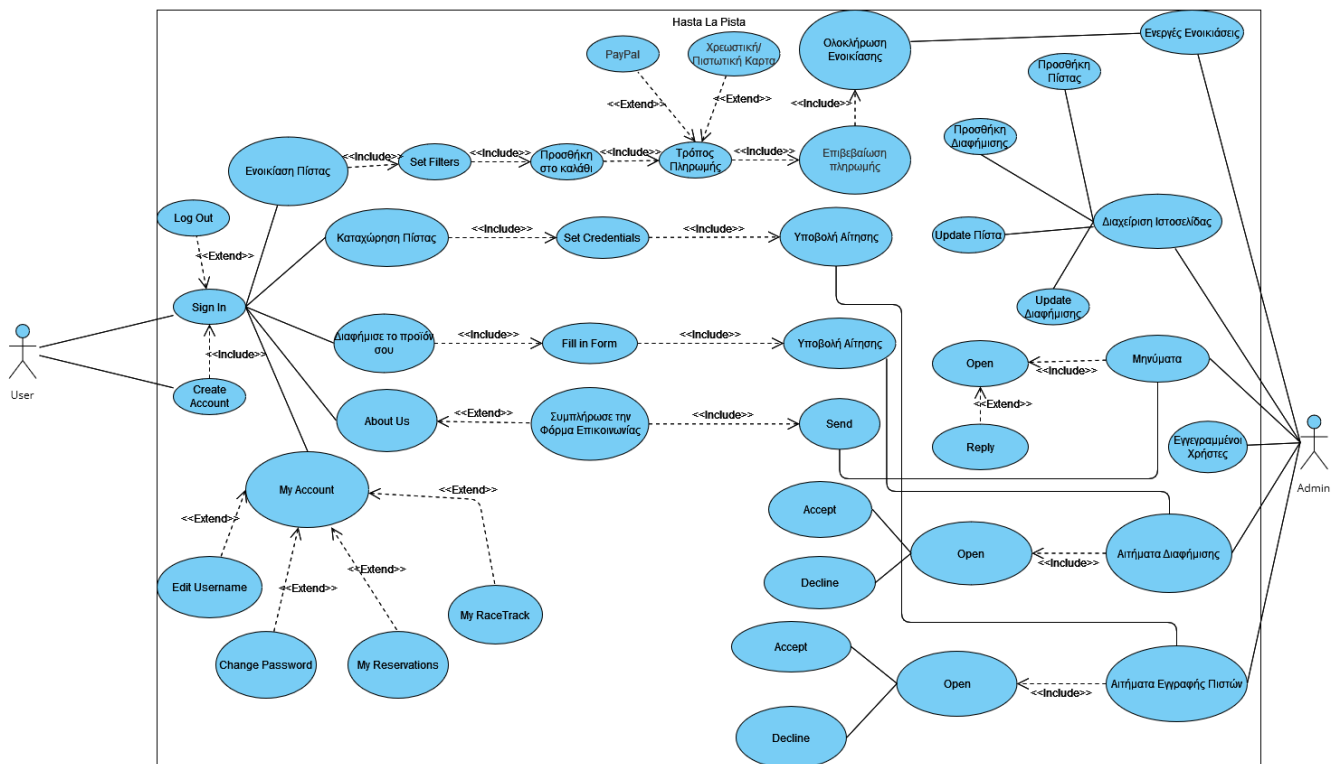 Hasta La Pista
PayPal
Χρεωστική/
Πιστωτική Καρτα
Ολοκλήρωση
Ενοικίασης
Ενεργές Ενοικιάσεις
Προσθήκη
Πίστας
<<Extend>>
<<Extend>>
<<Include>>
Προσθήκη
Διαφήμισης
Ενοικίαση Πίστας
<<Include>>
Set Filters
<<Include>>
Προσθήκη
στο καλάθι
<<Include>>
Τρόπος
Πληρωμής
<<Include>>
Επιβεβαίωση
πληρωμής
Log Out
<<Extend>>
Καταχώρηση Πίστας
<<Include>>
Set Credentials
<<Include>>
Υποβολή Αίτησης
Update Πίστα
Διαχείριση Ιστοσελίδας
Sign In
Update
Διαφήμισης
User
<<Include>>
Create
Account
Διαφήμισε το προϊόν
σου
<<Include>>
Fill in Form
<<Include>>
Υποβολή Αίτησης
Open
<<Include>>
Μηνύματα
<<Extend>>
Reply
About Us
<<Extend>>
Συμπλήρωσε την
Φόρμα Επικοινωνίας
<<Include>>
Send
Εγγεγραμμένοι
Χρήστες
Admin
My Account
<<Extend>>
<<Extend>>
<<Extend>>
<<Extend>>
Edit Username
Change Password
My Reservations
My RaceTrack
Accept
Decline
Open
<<Include>>
Αιτήματα Διαφήμισης
Accept
Decline
Open
<<Include>>
Αιτήματα Εγγραφής Πιστών